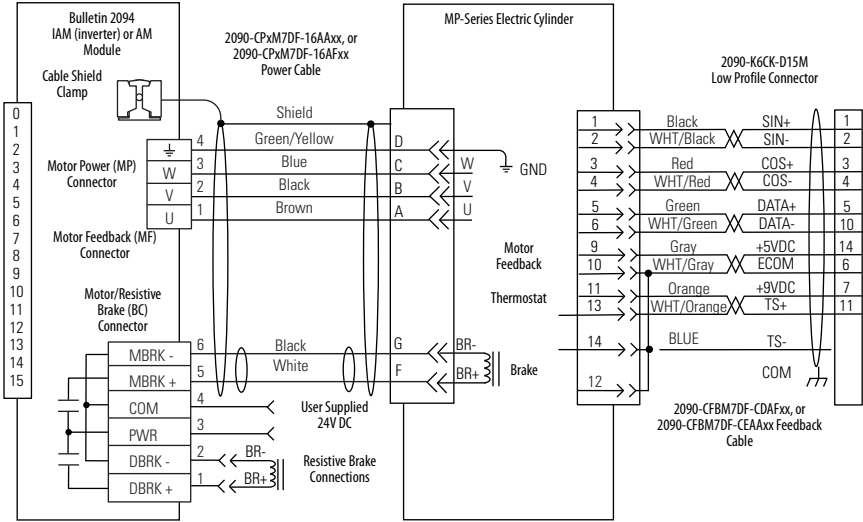 Bulletin 2094
IAM (inverter) or AM
Module
2090-CPxM7DF-16AAxx, or
2090-CPxM7DF-16AFxx
Power Cable
MP-Series Electric Cylinder
2090-K6CK-D15M
Low Profile Connector
Cable Shield
Clamp
0
1
2
3
4
5
6
7
8
9
10
11
12
13
14
15
Motor Power (MP)
Connector
Motor Feedback (MF)
Connector
Motor/Resistive
Brake (BC)
Connector
Shield
4 Green/Yellow D
W 3 Blue C W
V 2 Black B V
U 1 Brown A U
GND
MBRK - 6 Black G BR-
MBRK + 5 White F BR+
Brake
COM 4
PWR 3
DBRK - 2 BR-
DBRK + 1 BR+
User Supplied
24V DC
Resistive Brake
Connections
Motor
Feedback
Thermostat
1 Black SIN+ 1
2 WHT/Black SIN- 2
3 Red COS+ 3
4 WHT/Red COS- 4
5 Green DATA+ 5
6 WHT/Green DATA- 10
9 Gray +5VDC 14
10 WHT/Gray ECOM 6
11 Orange +9VDC 7
13 WHT/Orange TS+ 11
14 BLUE TS-
COM
12
2090-CFBM7DF-CDAFxx, or
2090-CFBM7DF-CEAAxx Feedback
Cable